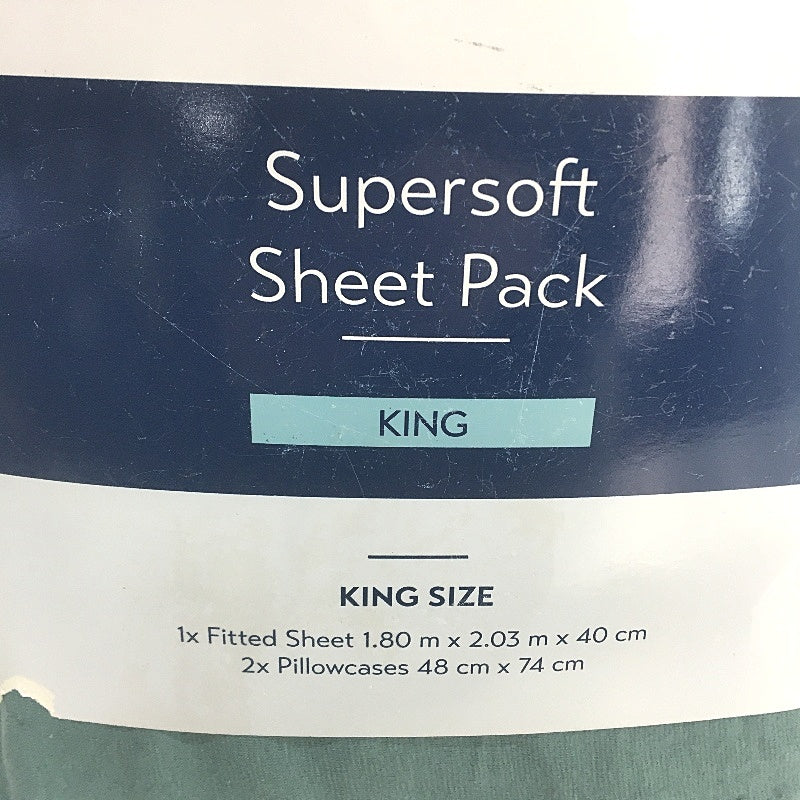 Supersoft
Sheet Pack
KING
KING SIZE
1x Fitted Sheet 1.80 m x 2.03 m x 40 cm
2x Pillowcases 48 cm x 74 cm